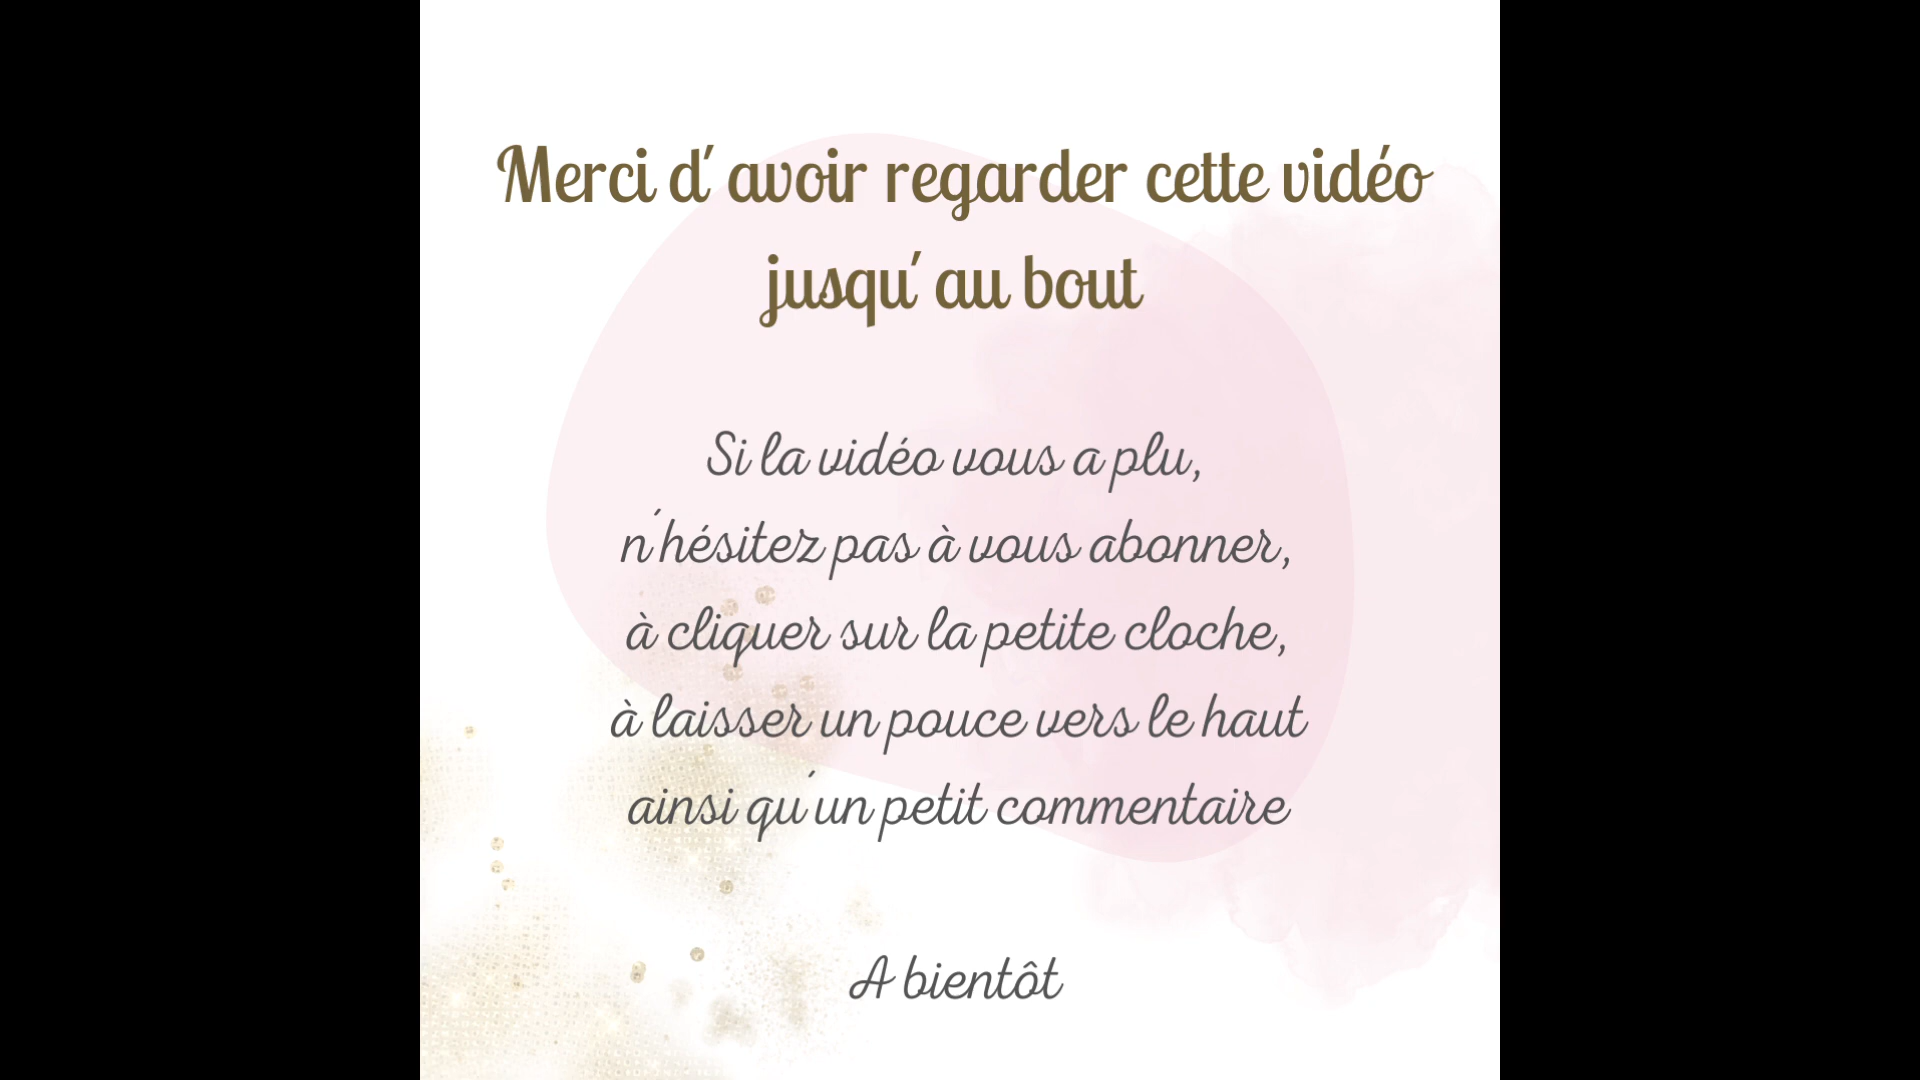 Merci d' avoir regarder cette vidéo
jusqu' au bout
Si la vidéo vous a plu,
n'hésitez pas à vous abonner,
à cliquer sur la petite cloche,
à laisser un pouce vers le haut
ainsi qu'un petit commentaire
A bientôt